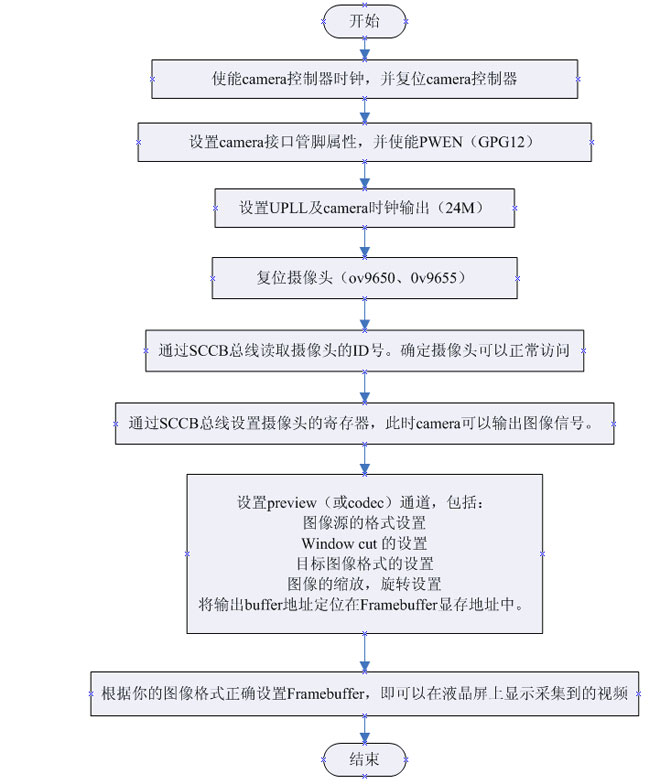 开始
使能camera控制器时钟，并复位camera控制器
设置camera接口管脚属性，并使能PWEN（GPG12）
设置UPLL及camera时钟输出（24M）
复位摄像头（ov9650、0v9655）
通过SCCB总线读取摄像头的ID号。确定摄像头可以正常访问
通过SCCB总线设置摄像头的寄存器，此时camera可以输出图像信号。
设置preview（或codec）通道，包括：
图像源的格式设置
Window cut 的设置
目标图像格式的设置
图像的缩放，旋转设置
将输出buffer地址定位在Framebuffer显存地址中。
根据你的图像格式正确设置Framebuffer，即可以在液晶屏上显示采集到的视频
结束